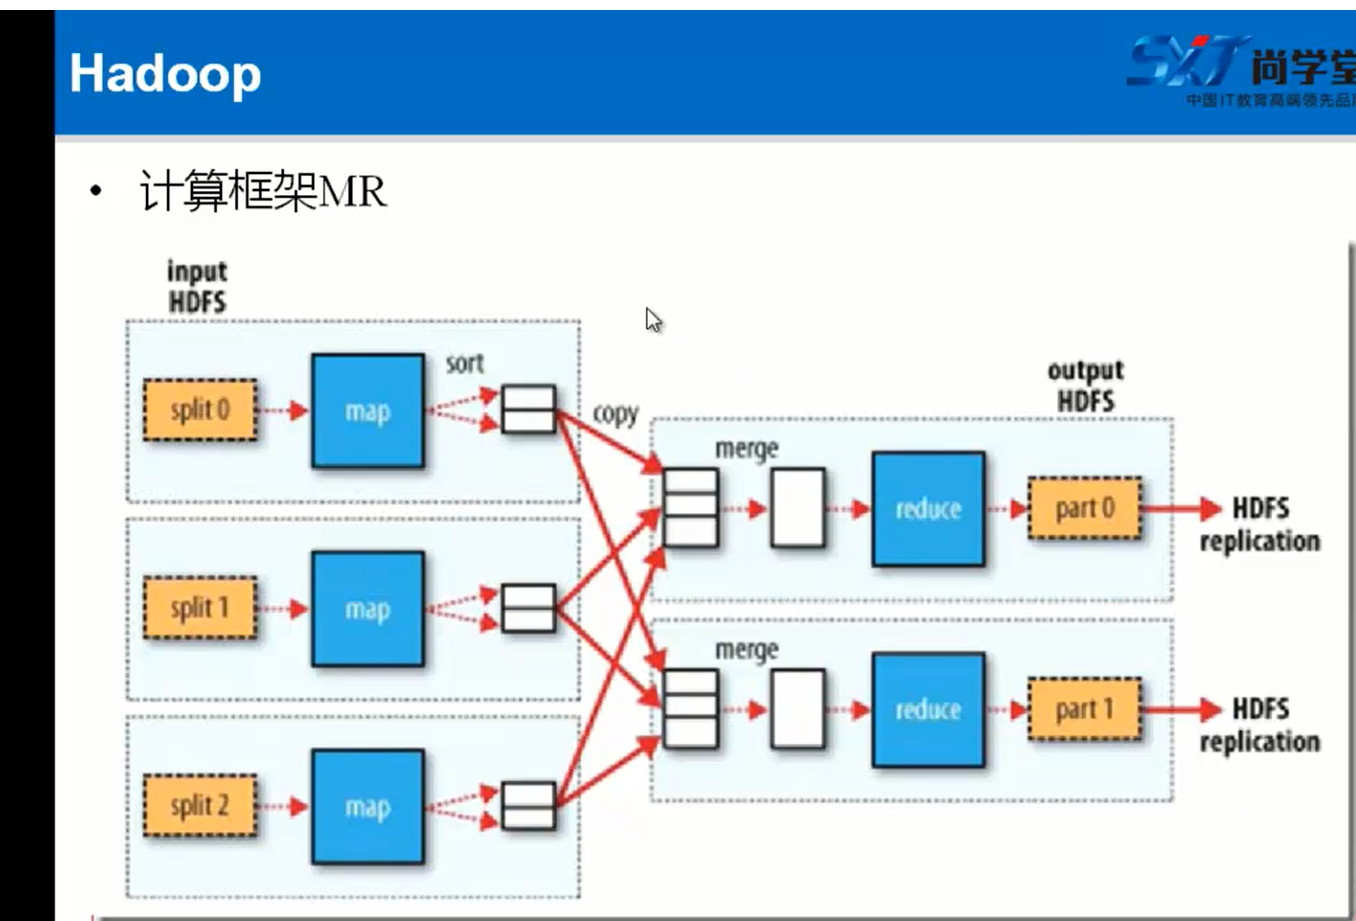 Hadoop
SXT 尚学堂
中国IT教育高端领先品
• 计算框架MR
input
HDFS
split 0
map
sort
copy
split 1
map
split 2
map
output
HDFS
merge
reduce
part 0
HDFS
replication
merge
reduce
part 1
HDFS
replication